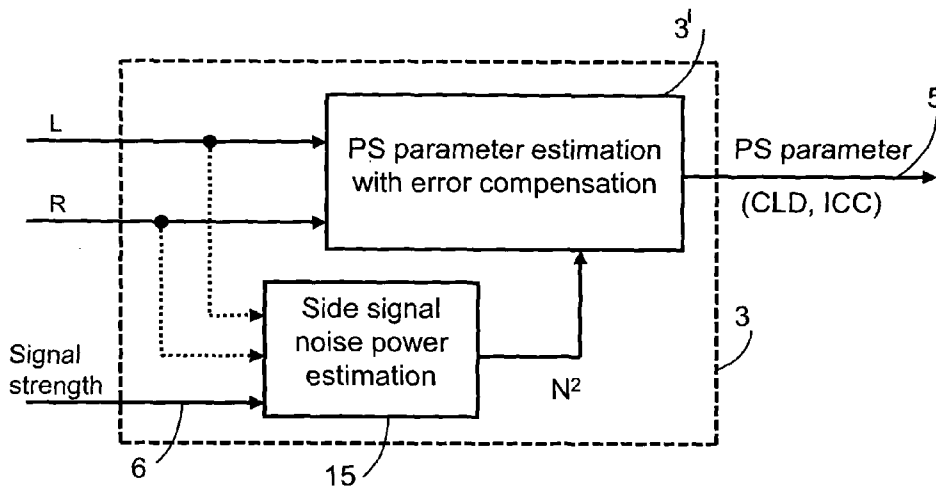 3'
L
PS parameter estimation
with error compensation
PS parameter
5
(CLD, ICC)
R
Side signal
noise power
estimation
N²
3
Signal
strength
6
15